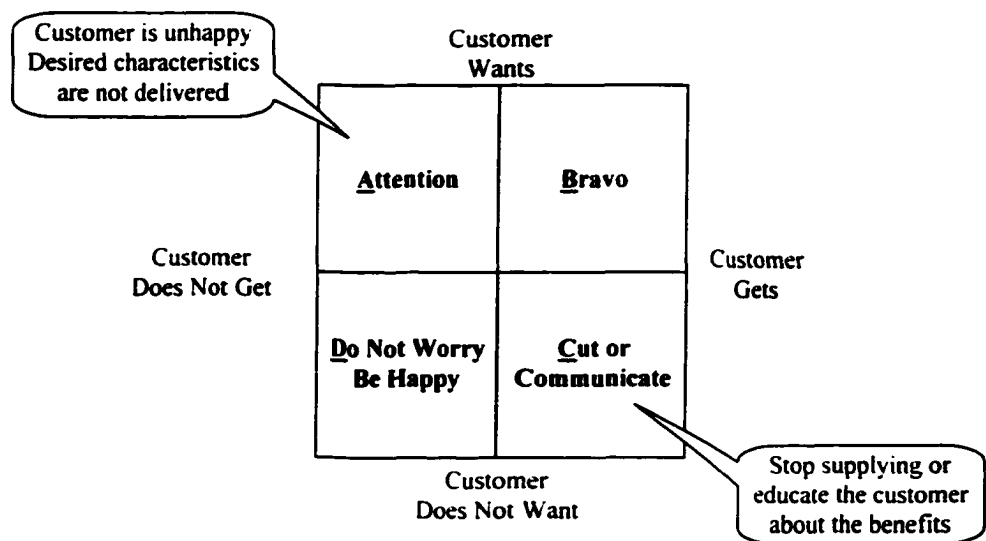 Customer is unhappy
Desired characteristics
are not delivered
Customer
Wants
Attention
Bravo
Customer
Does Not Get
Customer
Gets
Do Not Worry
Be Happy
Cut or
Communicate
Customer
Does Not Want
Stop supplying or
educate the customer
about the benefits